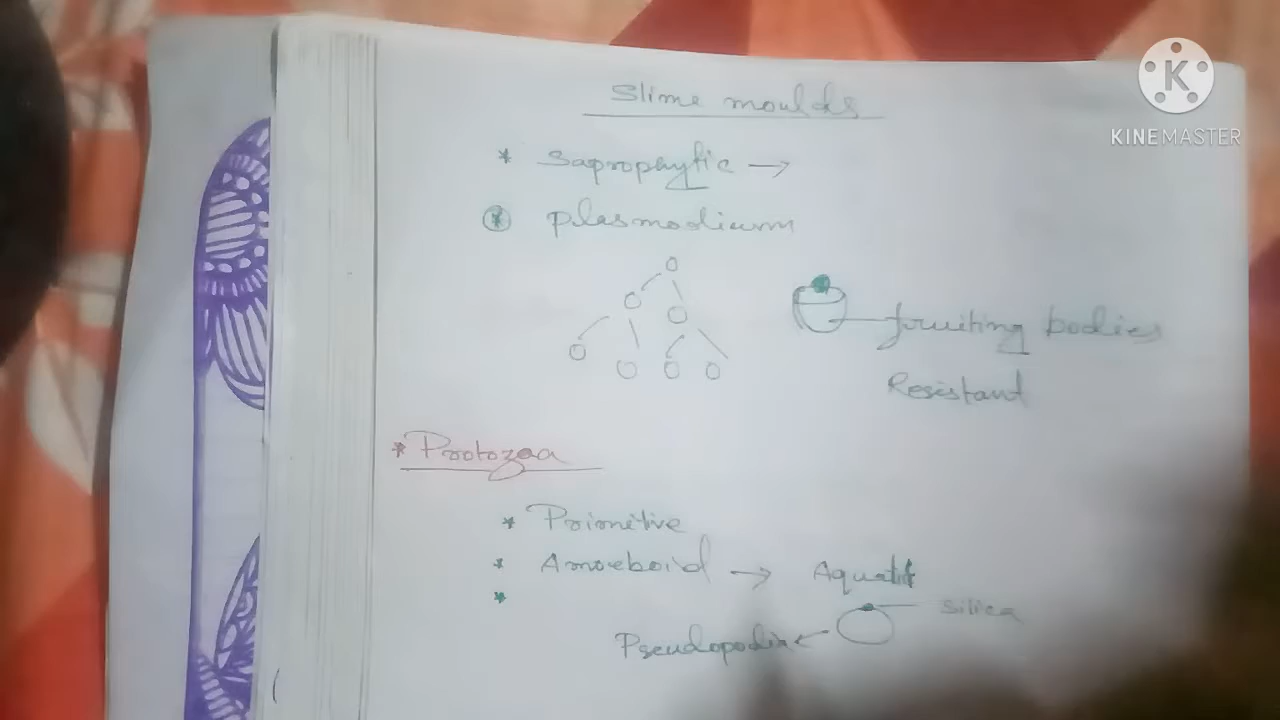 Slime moulds
* Saprophytic →
* Plasmodium
fruiting bodies
Resistant
* Protozoa
* Primitive
* Amoeboid → Aquatic
*
Silica
Pseudopodia
K
KINEMASTER